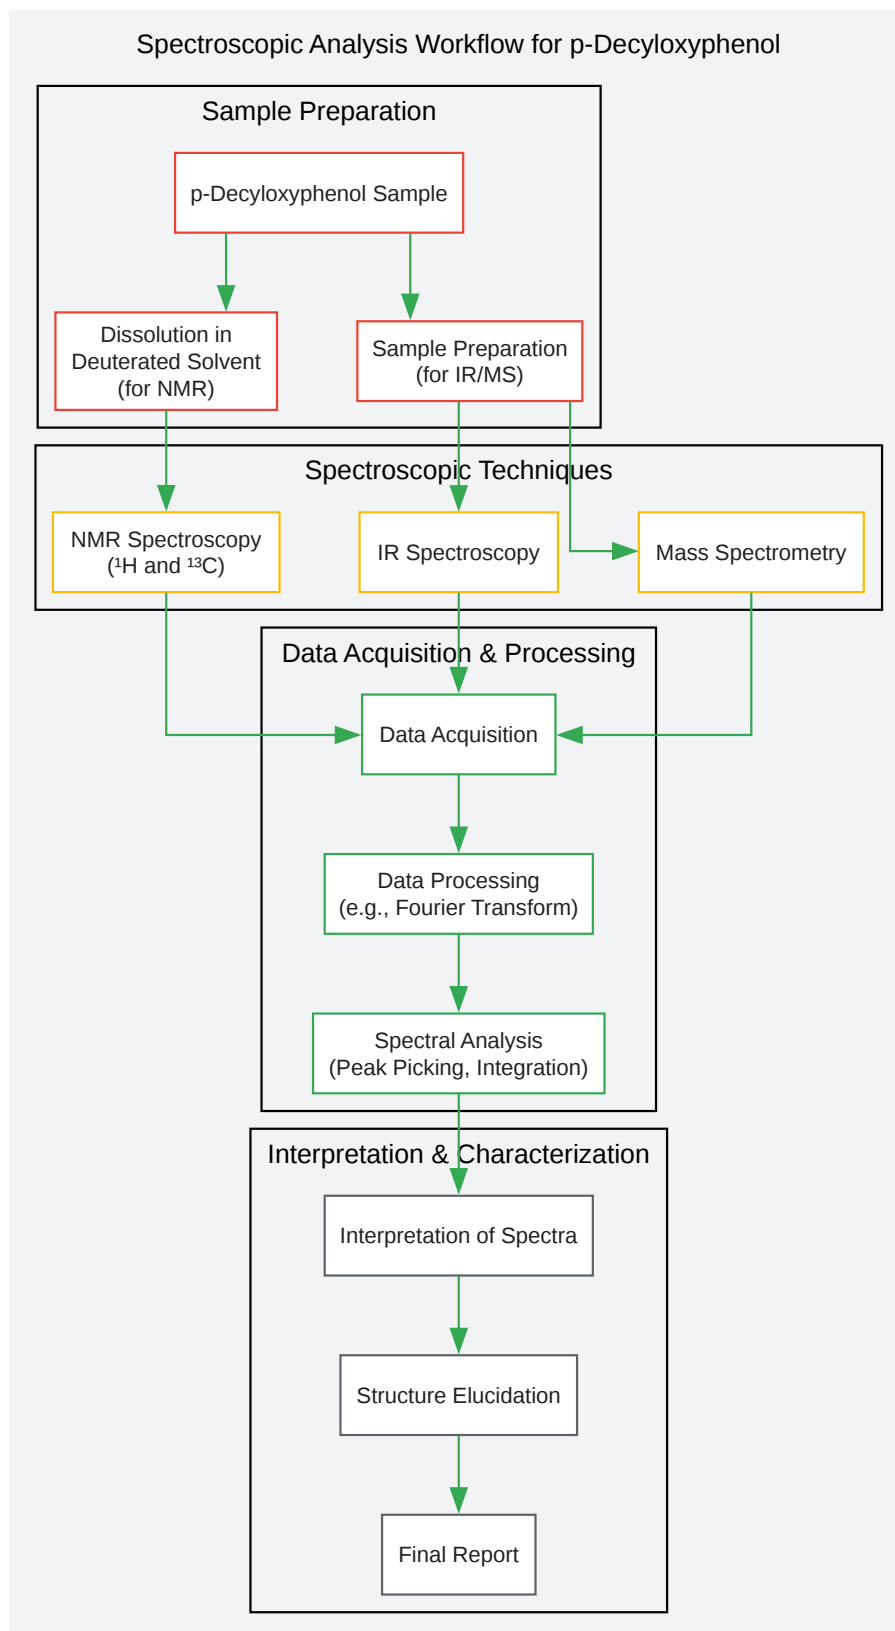 Spectroscopic Analysis Workflow for p-Decyloxyphenol
Sample Preparation
p-Decyloxyphenol Sample
Dissolution in
Deuterated Solvent
(for NMR)
Sample Preparation
(for IR/MS)
Spectroscopic Techniques
NMR Spectroscopy
(¹H and ¹³C)
IR Spectroscopy
Mass Spectrometry
Data Acquisition & Processing
Data Acquisition
Data Processing
(e.g., Fourier Transform)
Spectral Analysis
(Peak Picking, Integration)
Interpretation & Characterization
Interpretation of Spectra
Structure Elucidation
Final Report